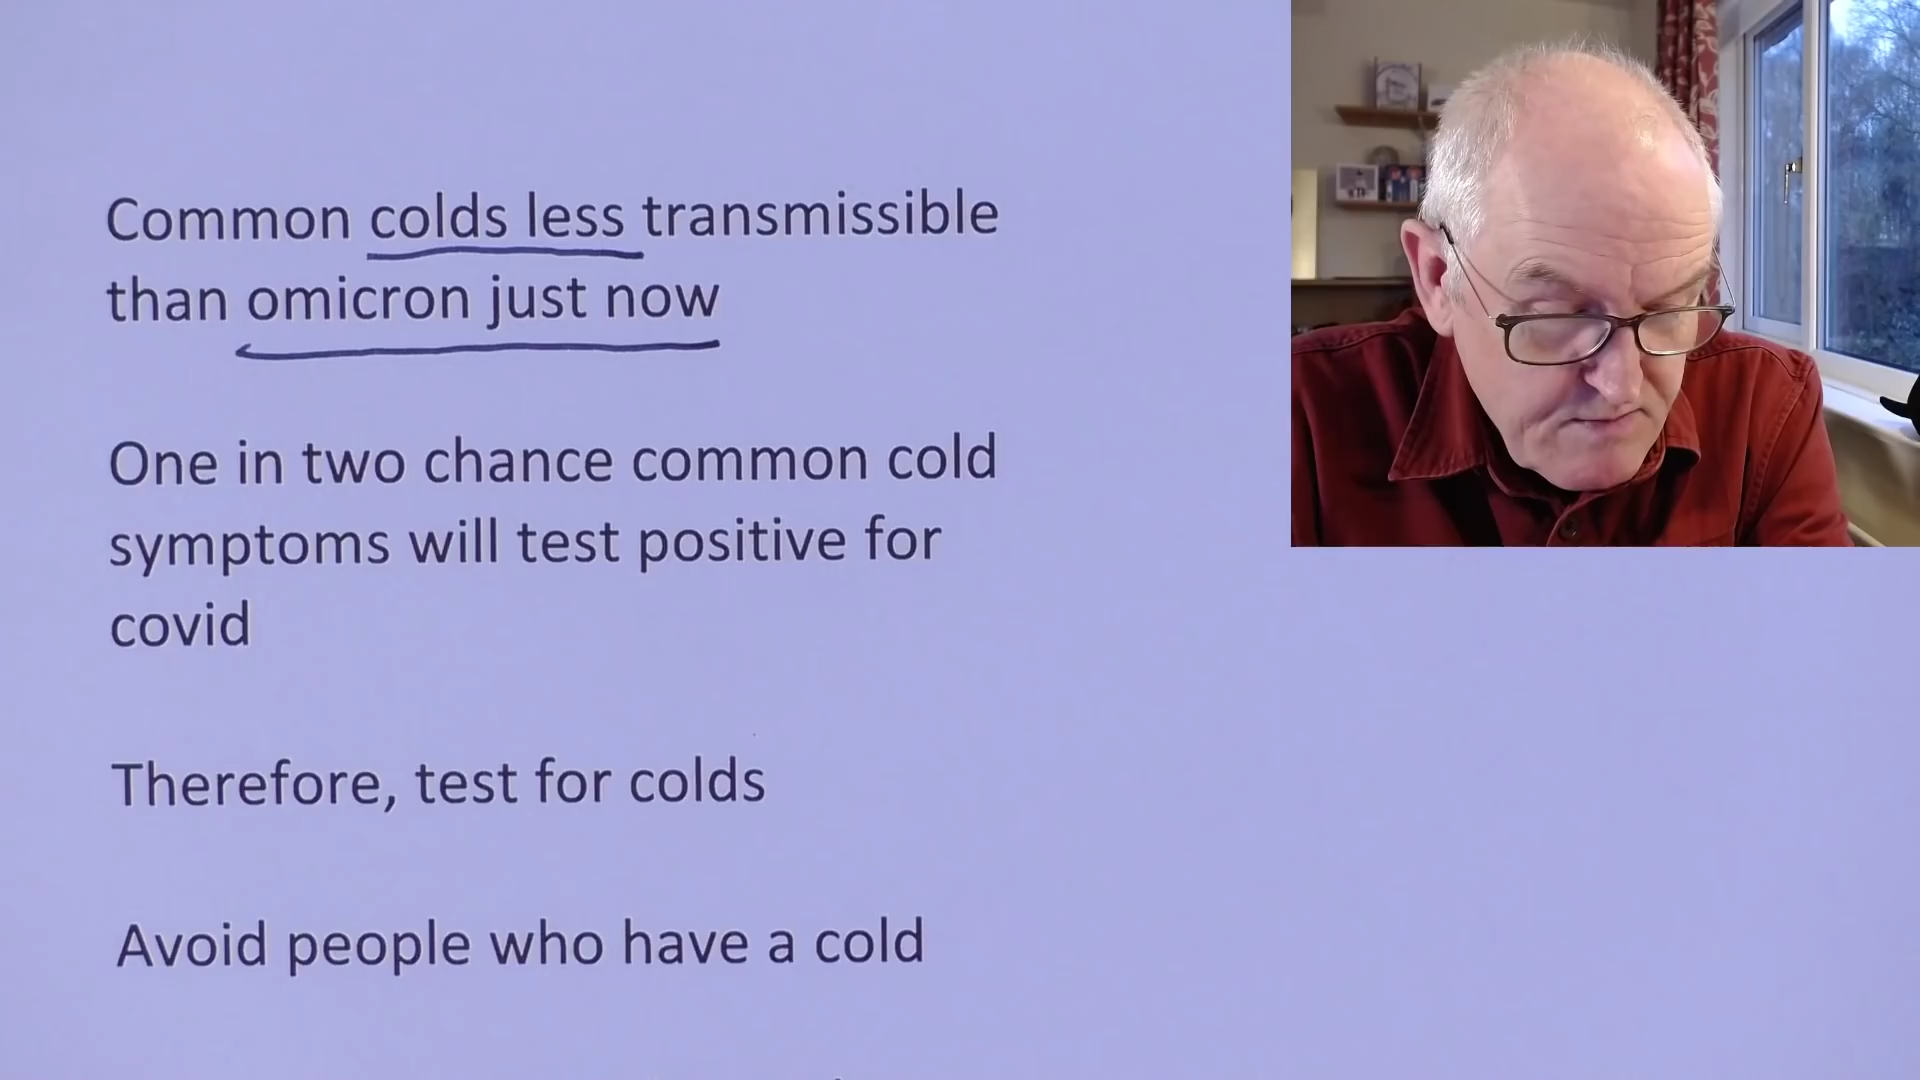 Common colds less transmissible
than omicron just now
One in two chance common cold
symptoms will test positive for
covid
Therefore, test for colds
Avoid people who have a cold